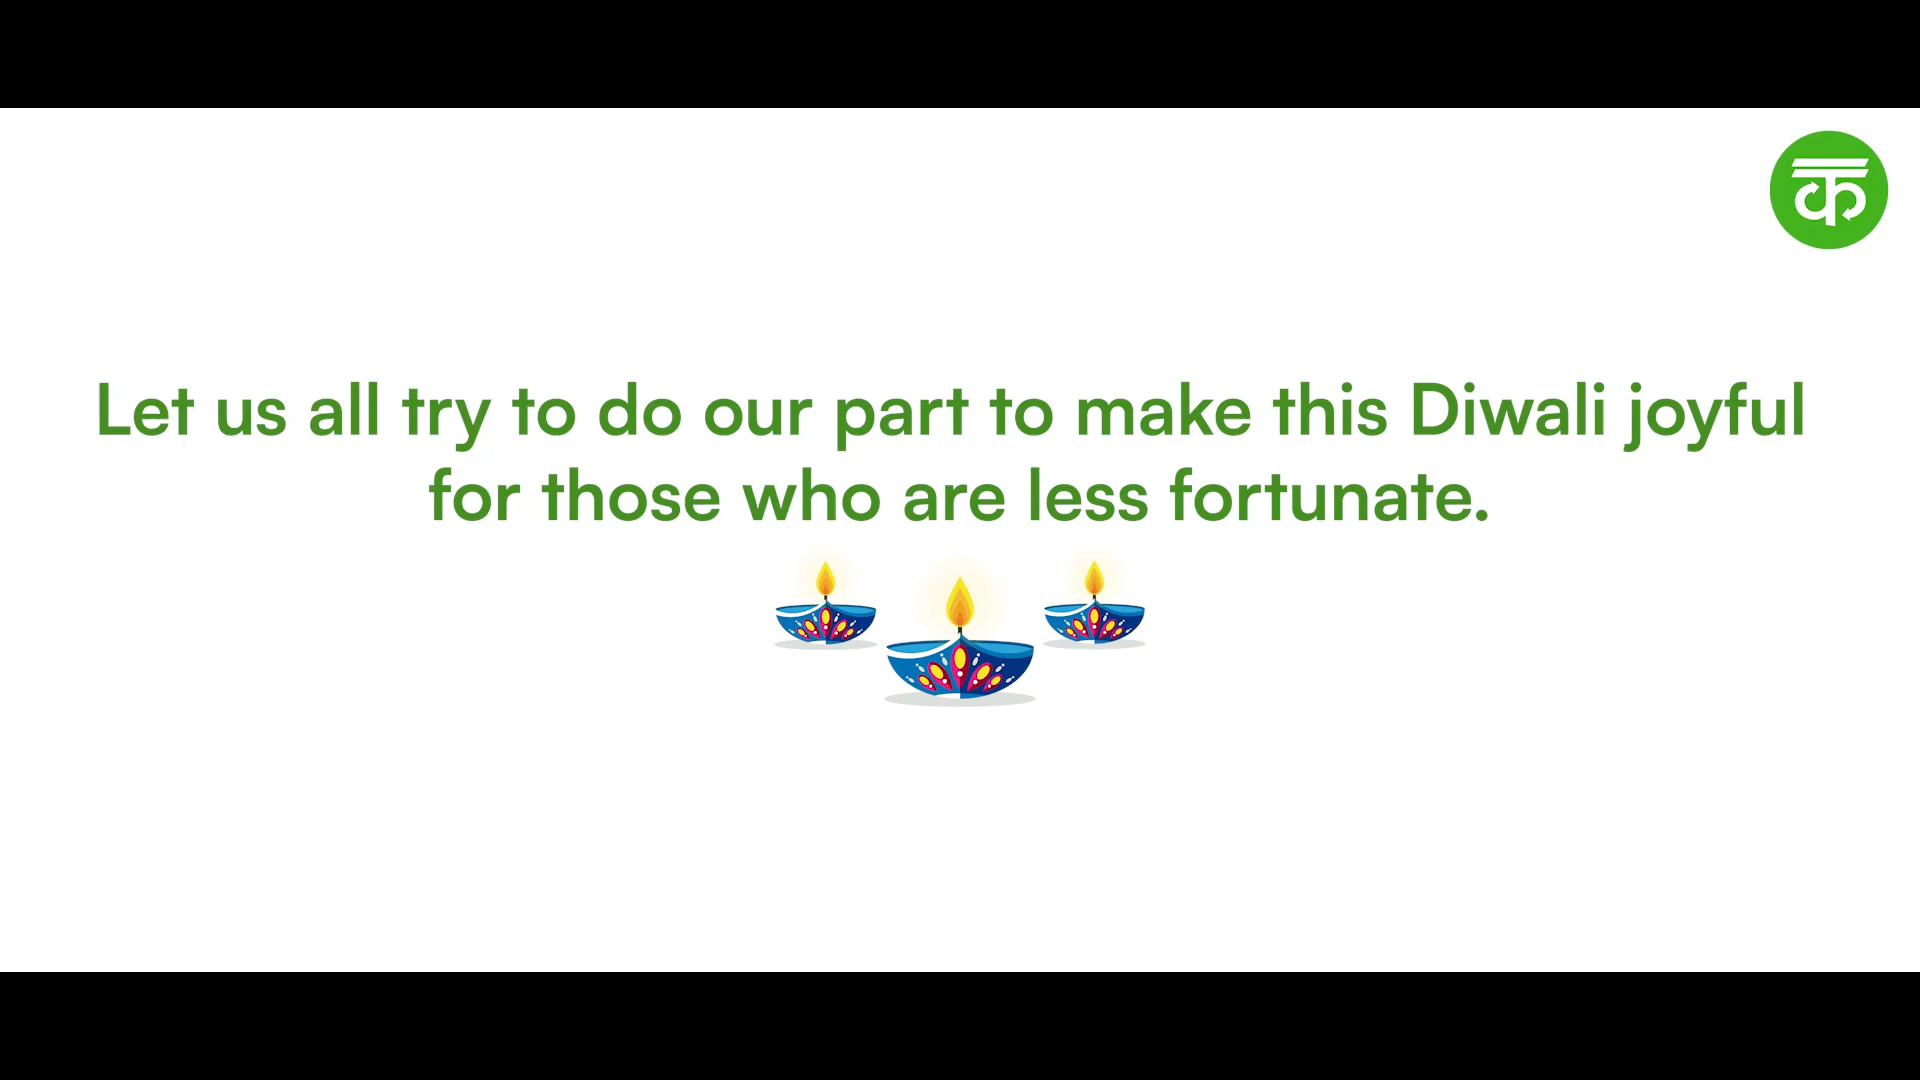 क
Let us all try to do our part to make this Diwali joyful
for those who are less fortunate.